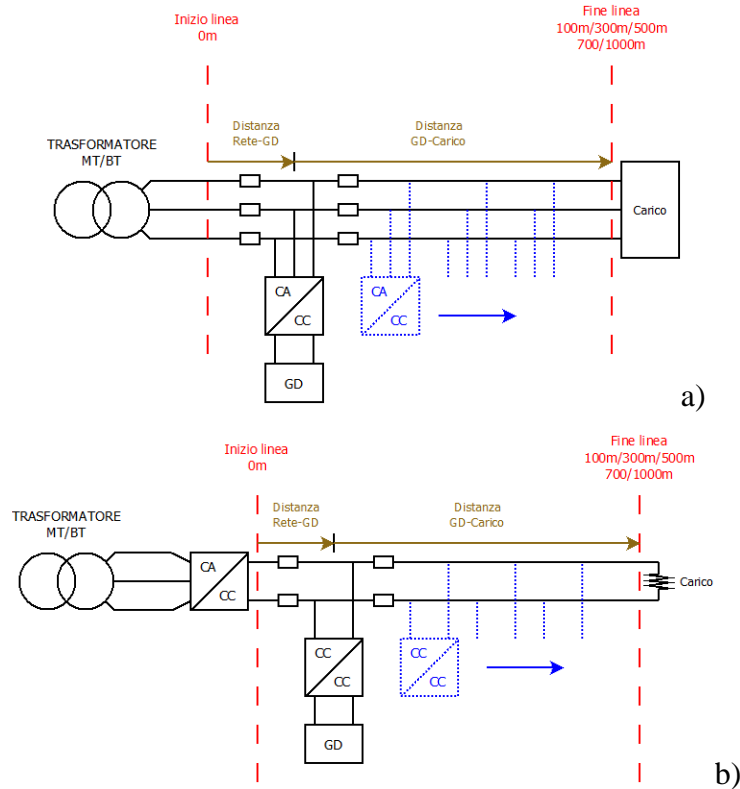 Inizio linea
0m
Fine linea
100m/300m/500m
700/1000m
Distanza
Rete-GD
Distanza
GD-Carico
TRASFORMATORE
MT/BT
Carico
CA
CC
CA
CC
GD
a)
Inizio linea
0m
Fine linea
100m/300m/500m
700/1000m
Distanza
Rete-GD
Distanza
GD-Carico
TRASFORMATORE
MT/BT
CA
CC
Carico
CC
CC
CC
CC
GD
b)